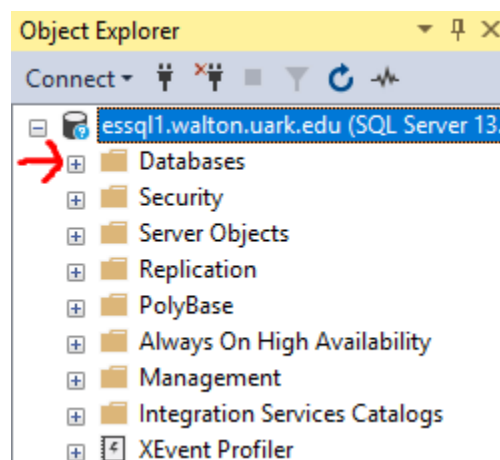 Object Explorer
Connect
essql1.walton.uark.edu (SQL Server 13.
Databases
Security
Server Objects
Replication
PolyBase
Always On High Availability
Management
Integration Services Catalogs
XEvent Profiler